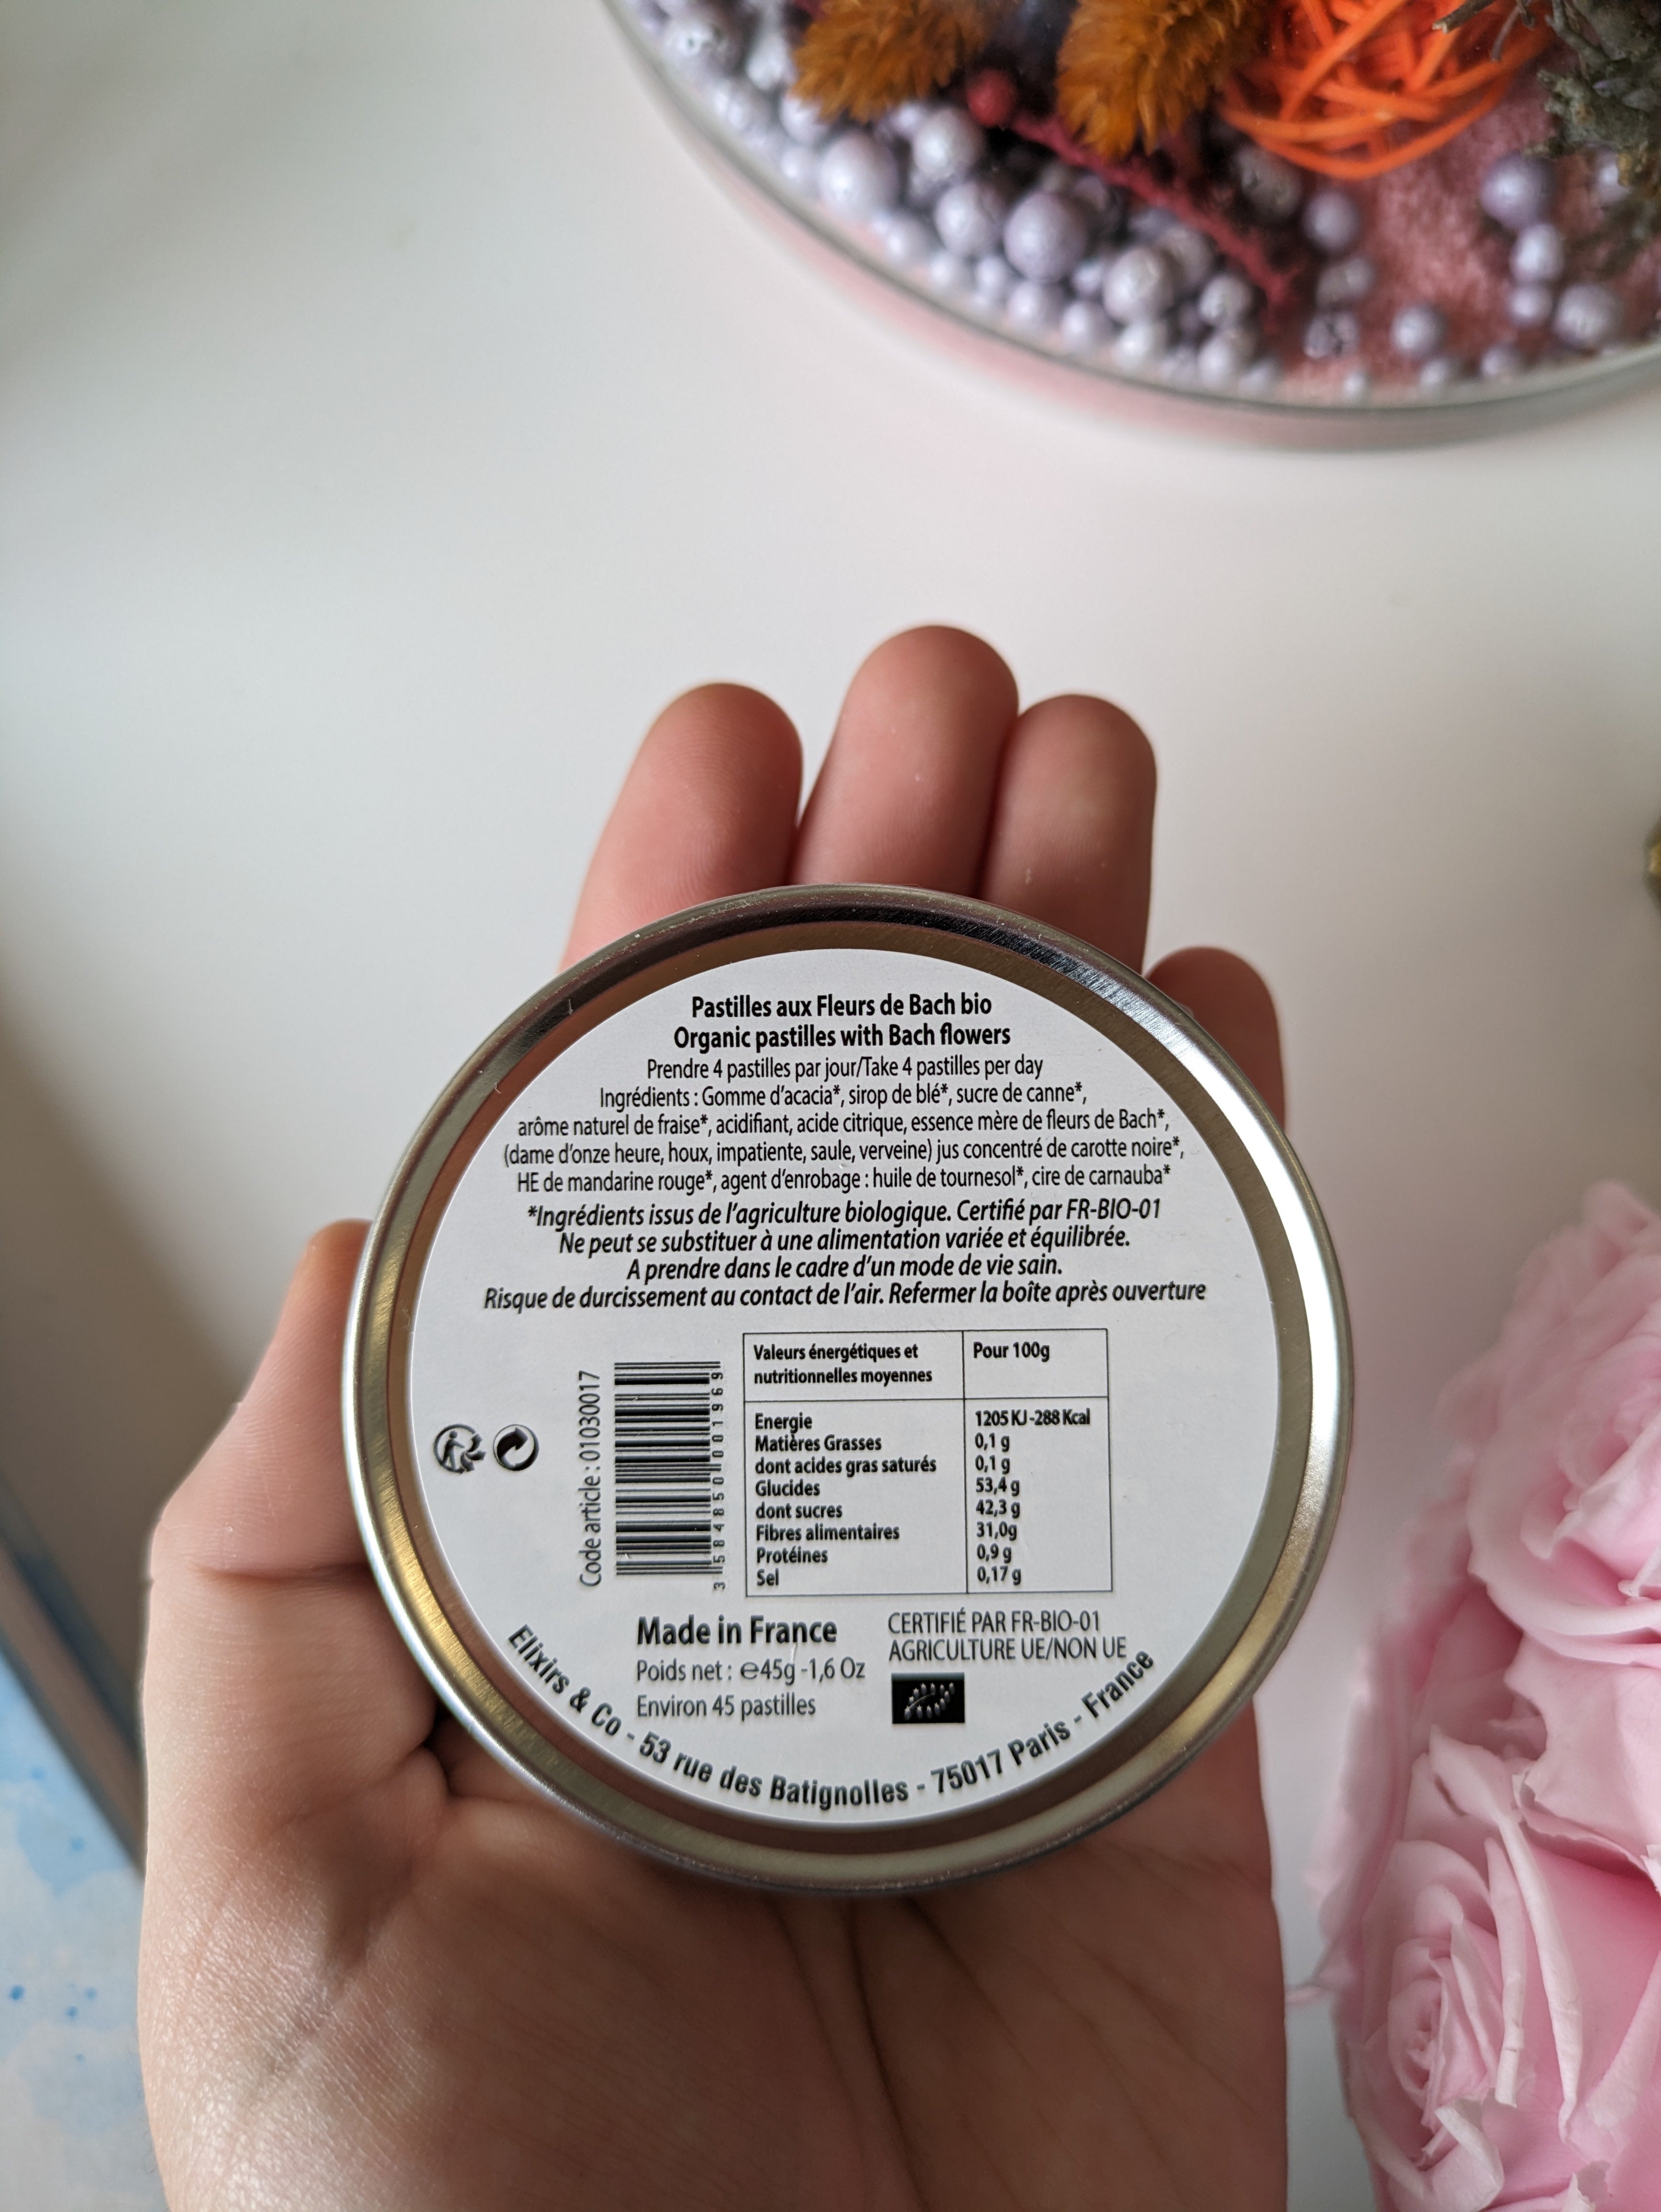 Pastilles aux Fleurs de Bach bio
Organic pastilles with Bach flowers
Prendre 4 pastilles par jour/Take 4 pastilles per day
Ingrédients : Gomme d'acacia*, sirop de blé*, sucre de canne*,
arôme naturel de fraise*, acidifiant, acide citrique, essence mère de fleurs de Bach*,
(dame d'onze heure, houx, impatiente, saule, verveine) jus concentré de carotte noire*,
HE de mandarine rouge*, agent d'enrobage : huile de tournesol*, cire de carnauba*
*Ingrédients issus de l'agriculture biologique. Certifié par FR-BIO-01
Ne peut se substituer à une alimentation variée et équilibrée.
A prendre dans le cadre d'un mode de vie sain.
Risque de durcissement au contact de l'air. Refermer la boîte après ouverture
Code article : 01030017
3 584850 001969
Valeurs énergétiques et nutritionnelles moyennes Pour 100g
Energie 1205 KJ-288 Kcal
Matières Grasses 0,1 g
dont acides gras saturés 0,1 g
Glucides 53,4 g
dont sucres 42,3 g
Fibres alimentaires 31,0g
Protéines 0,9 g
Sel 0,17 g
Made in France
Poids net : ℮45g -1,6 Oz
Environ 45 pastilles
CERTIFIÉ PAR FR-BIO-01
AGRICULTURE UE/NON UE
Elixirs & Co - 53 rue des Batignolles - 75017 Paris - France